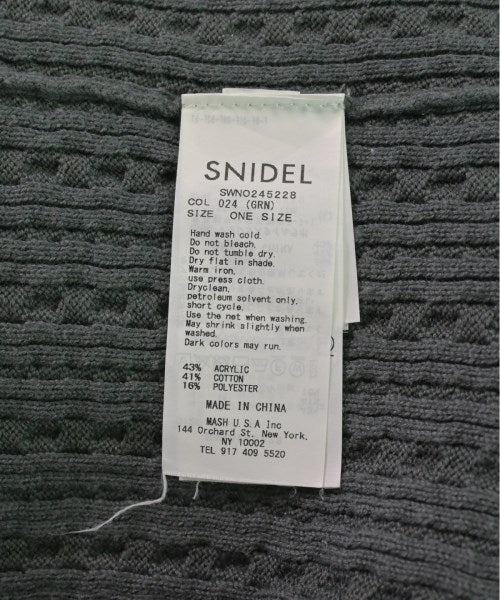 SNIDEL
SWNO245228
COL 024 (GRN)
SIZE ONE SIZE
Hand wash cold.
Do not bleach.
Do not tumble dry.
Dry flat in shade.
Warm iron.
use press cloth.
Dryclean.
petroleum solvent only.
short cycle.
Use the net when washing.
May shrink slightly when
washed.
Dark colors may run.
43% ACRYLIC
41% COTTON
16% POLYESTER
MADE IN CHINA
MASH U.S.A Inc
144 Orchard St. New York,
NY 10002
TEL 917 409 5520